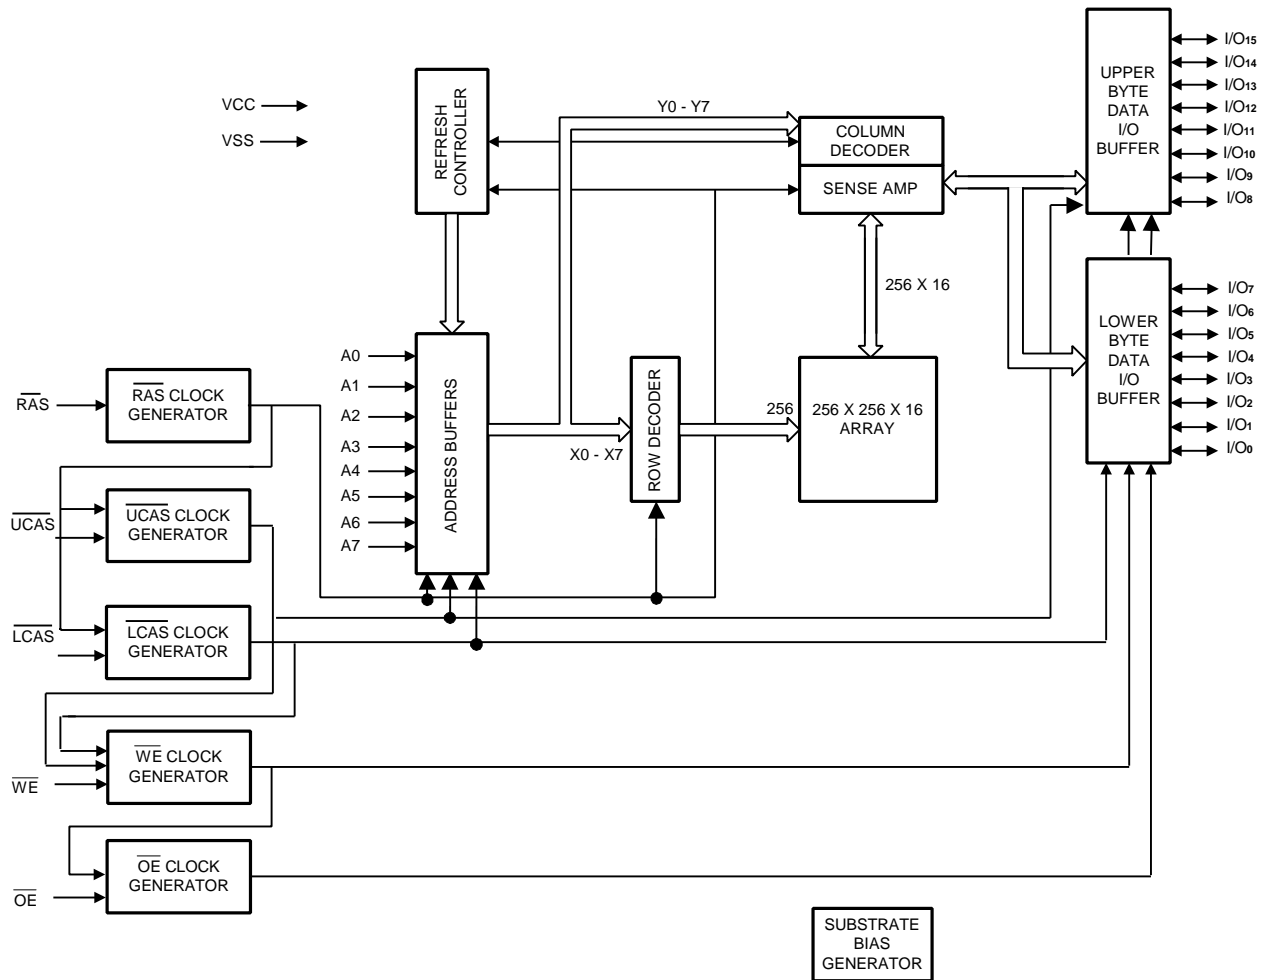 VCC
VSS
REFRESH
CONTROLLER
Y0 - Y7
COLUMN
DECODER
SENSE AMP
UPPER
BYTE
DATA
I/O
BUFFER
I/O15
I/O14
I/O13
I/O12
I/O11
I/O10
I/O9
I/O8
256 X 16
LOWER
BYTE
DATA
I/O
BUFFER
I/O7
I/O6
I/O5
I/O4
I/O3
I/O2
I/O1
I/O0
A0
A1
A2
A3
A4
A5
A6
A7
ADDRESS BUFFERS
X0 - X7
ROW DECODER
256
256 X 256 X 16
ARRAY
RAS
RAS CLOCK
GENERATOR
UCAS
UCAS CLOCK
GENERATOR
LCAS
LCAS CLOCK
GENERATOR
WE
WE CLOCK
GENERATOR
OE
OE CLOCK
GENERATOR
SUBSTRATE
BIAS
GENERATOR